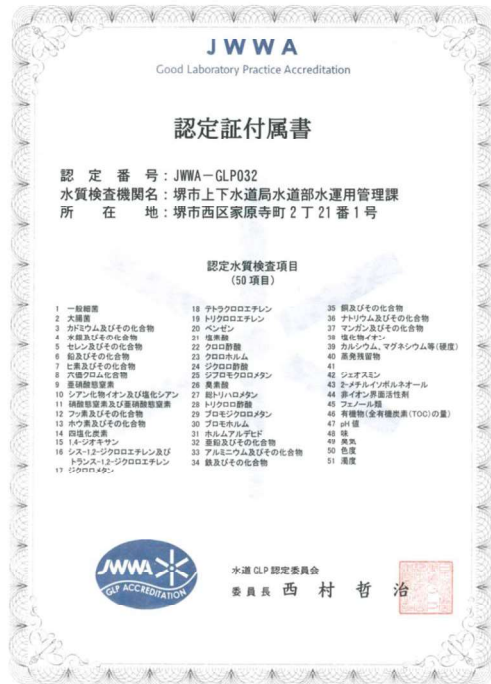 JWWA
Good Laboratory Practice Accreditation
認定証付属書
認定番号：JWWA－GLP032
水質検査機関名：堺市上下水道局水道部水運用管理課
所在地：堺市西区家原寺町２丁21番１号
認定水質検査項目
（50項目）
1 一般細菌
2 大腸菌
3 カドミウム及びその化合物
4 水銀及びその化合物
5 セレン及びその化合物
6 鉛及びその化合物
7 ヒ素及びその化合物
8 六価クロム化合物
9 亜硝酸態窒素
10 シアン化物イオン及び塩化シアン
11 硝酸態窒素及び亜硝酸態窒素
12 フッ素及びその化合物
13 ホウ素及びその化合物
14 四塩化炭素
15 1,4-ジオキサン
16 シス-1,2-ジクロロエチレン及び
トランス-1,2-ジクロロエチレン
17 ジクロロメタン
18 テトラクロロエチレン
19 トリクロロエチレン
20 ベンゼン
21 塩素酸
22 クロロ酢酸
23 クロロホルム
24 ジクロロ酢酸
25 ジブロモクロロメタン
26 臭素酸
27 総トリハロメタン
28 トリクロロ酢酸
29 ブロモジクロロメタン
30 ブロモホルム
31 ホルムアルデヒド
32 亜鉛及びその化合物
33 アルミニウム及びその化合物
34 鉄及びその化合物
35 銅及びその化合物
36 ナトリウム及びその化合物
37 マンガン及びその化合物
38 塩化物イオン
39 カルシウム、マグネシウム等(硬度)
40 蒸発残留物
41
42 ジェオスミン
43 2-メチルイソボルネオール
44 非イオン界面活性剤
45 フェノール類
46 有機物(全有機炭素(TOC)の量)
47 pH値
48 味
49 臭気
50 色度
51 濁度
JWWA
GLP ACCREDITATION
水道GLP認定委員会
委員長 西村哲治